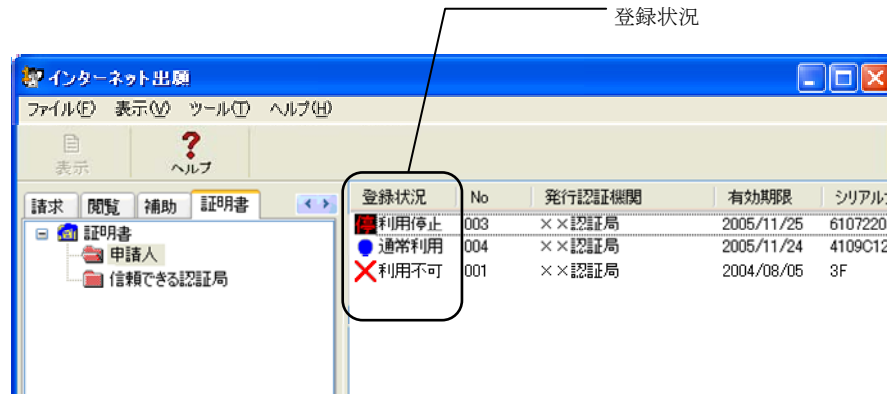 登録状況
インターネット出願
ファイル(F) 表示(V) ツール(T) ヘルプ(H)
表示 ヘルプ
請求 閲覧 補助 証明書
登録状況 No 発行認証機関 有効期限 シリアルナ
証明書
申請人
信頼できる認証局
停 利用停止 003 ××認証局 2005/11/25 6107220
通常利用 004 ××認証局 2005/11/24 4109C12
利用不可 001 ××認証局 2004/08/05 3F